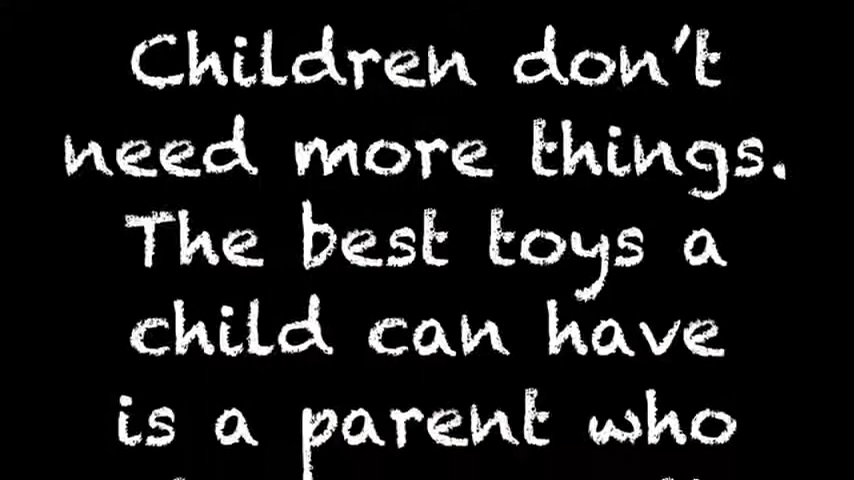 Children don't
need more things.
The best toys a
child can have
is a parent who